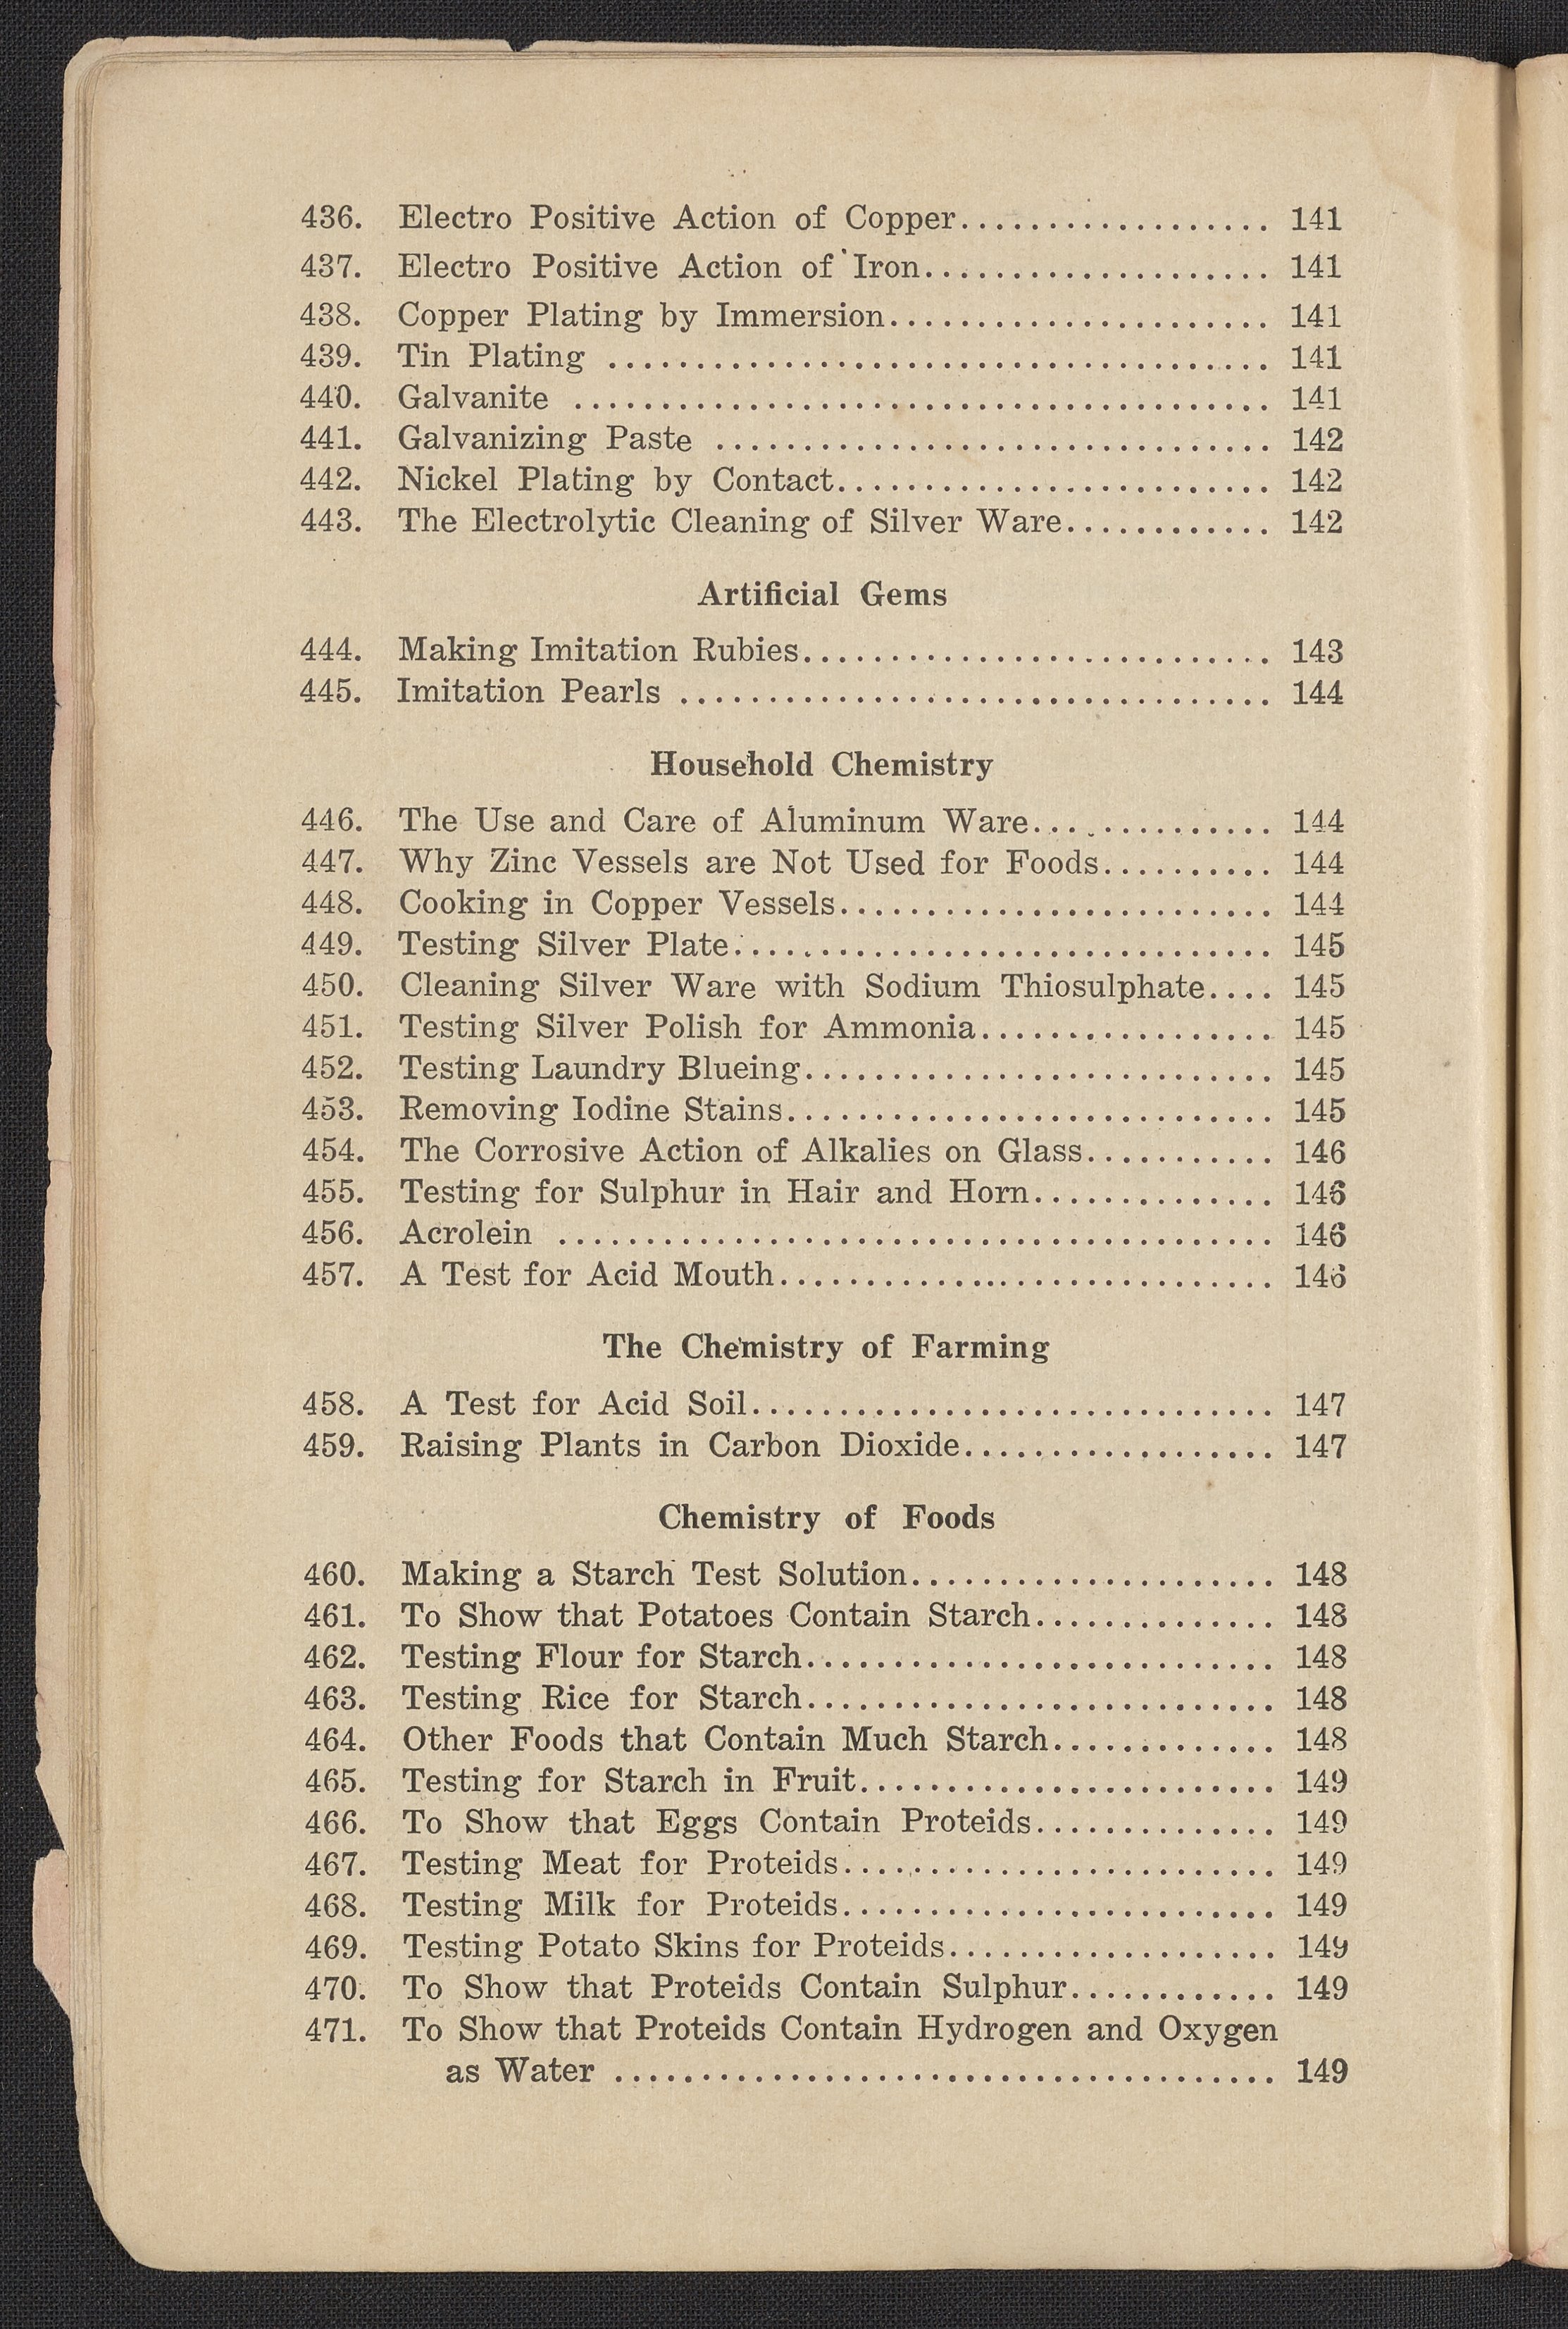 436. Electro Positive Action of Copper.................. 141
437. Electro Positive Action of Iron.................... 141
438. Copper Plating by Immersion...................... 141
439. Tin Plating ...................................... 141
440. Galvanite ........................................ 141
441. Galvanizing Paste ................................ 142
442. Nickel Plating by Contact......................... 142
443. The Electrolytic Cleaning of Silver Ware............ 142
Artificial Gems
444. Making Imitation Rubies........................... 143
445. Imitation Pearls .................................. 144
Household Chemistry
446. The Use and Care of Aluminum Ware.............. 144
447. Why Zinc Vessels are Not Used for Foods.......... 144
448. Cooking in Copper Vessels......................... 144
449. Testing Silver Plate............................... 145
450. Cleaning Silver Ware with Sodium Thiosulphate.... 145
451. Testing Silver Polish for Ammonia................. 145
452. Testing Laundry Blueing........................... 145
453. Removing Iodine Stains............................ 145
454. The Corrosive Action of Alkalies on Glass........... 146
455. Testing for Sulphur in Hair and Horn.............. 146
456. Acrolein ......................................... 146
457. A Test for Acid Mouth............................. 146
The Chemistry of Farming
458. A Test for Acid Soil.............................. 147
459. Raising Plants in Carbon Dioxide.................. 147
Chemistry of Foods
460. Making a Starch Test Solution..................... 148
461. To Show that Potatoes Contain Starch.............. 148
462. Testing Flour for Starch........................... 148
463. Testing Rice for Starch........................... 148
464. Other Foods that Contain Much Starch............. 148
465. Testing for Starch in Fruit........................ 149
466. To Show that Eggs Contain Proteids.............. 149
467. Testing Meat for Proteids......................... 149
468. Testing Milk for Proteids......................... 149
469. Testing Potato Skins for Proteids................... 149
470. To Show that Proteids Contain Sulphur............ 149
471. To Show that Proteids Contain Hydrogen and Oxygen
as Water ...................................... 149